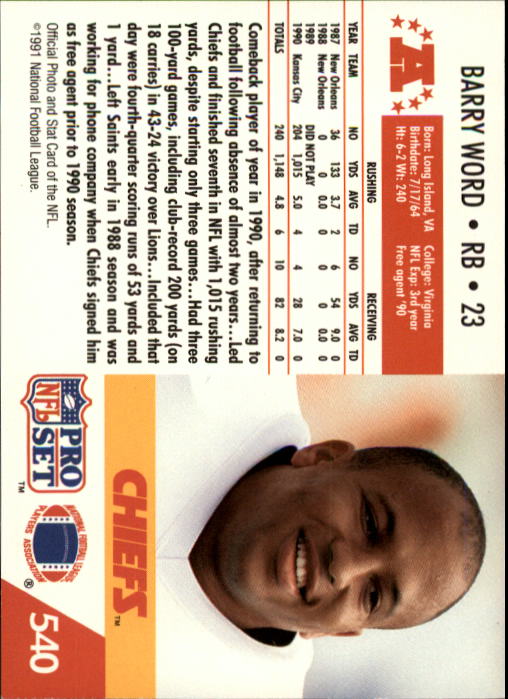 BARRY WORD • RB • 23
A
Born: Long Island, VA College: Virginia
Birthdate: 7/17/64 NFL Exp: 3rd year
Ht: 6-2 Wt: 240 Free agent '90
RUSHING RECEIVING
YEAR TEAM NO YDS AVG TD NO YDS AVG TD
1987 New Orleans 36 133 3.7 2 6 54 9.0 0
1988 New Orleans 0 0 0.0 0 0 0 0.0 0
1989 DID NOT PLAY
1990 Kansas City 204 1,015 5.0 4 4 28 7.0 0
TOTALS 240 1,148 4.8 6 10 82 8.2 0
Comeback player of year in 1990, after returning to
football following absence of almost two years...Led
Chiefs and finished seventh in NFL with 1,015 rushing
yards, despite starting only three games...Had three
100-yard games, including club-record 200 yards (on
18 carries) in 43-24 victory over Lions...Included that
day were fourth-quarter scoring runs of 53 yards and
1 yard...Left Saints early in 1988 season and was
working for phone company when Chiefs signed him
as free agent prior to 1990 season.
Official Photo and Stat Card of the NFL.
©1991 National Football League.
CHIEFS™
NFL PRO SET™
NATIONAL FOOTBALL LEAGUE PLAYERS ASSOCIATION ®
540